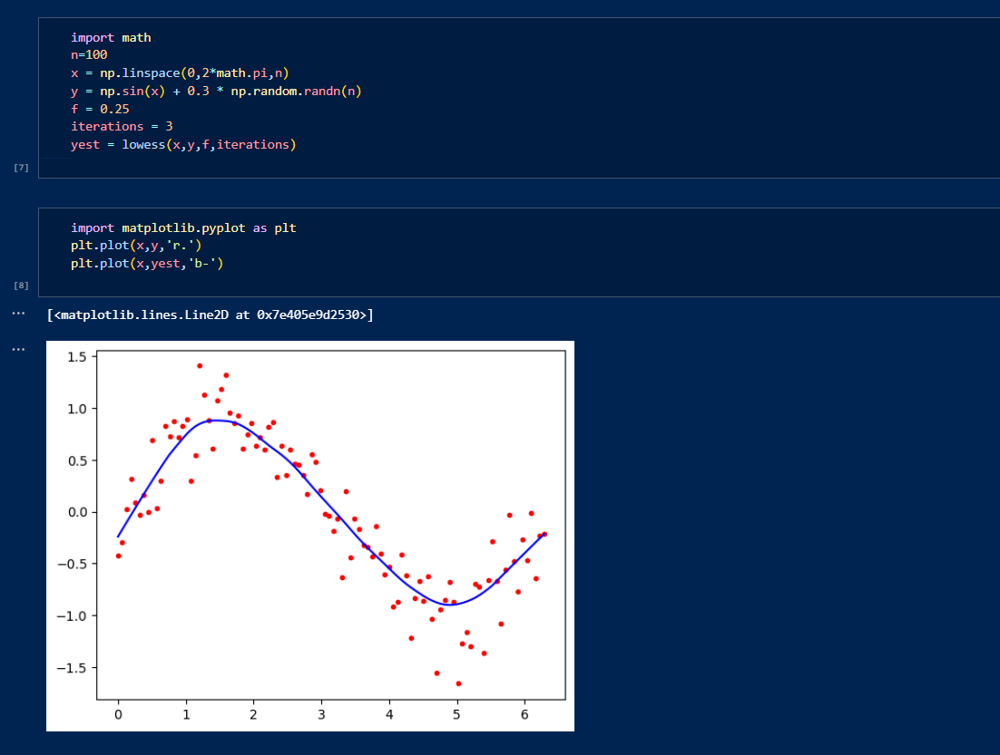 import math
n=100
x = np.linspace(0,2*math.pi,n)
y = np.sin(x) + 0.3 * np.random.randn(n)
f = 0.25
iterations = 3
yest = lowess(x,y,f,iterations)
[7]
import matplotlib.pyplot as plt
plt.plot(x,y,'r.')
plt.plot(x,yest,'b-')
[8]
...
[<matplotlib.lines.Line2D at 0x7e405e9d2530>]
...
1.5
1.0
0.5
0.0
−0.5
−1.0
−1.5
0 1 2 3 4 5 6